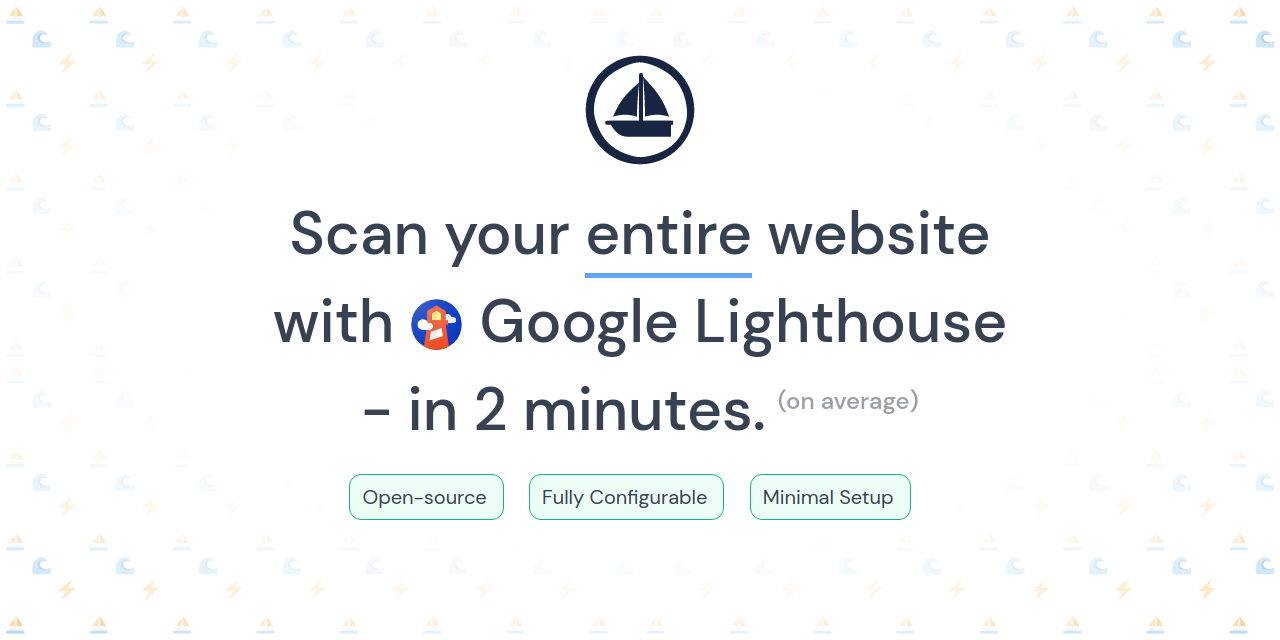 Scan your entire website
with Google Lighthouse
- in 2 minutes. (on average)
Open-source Fully Configurable Minimal Setup